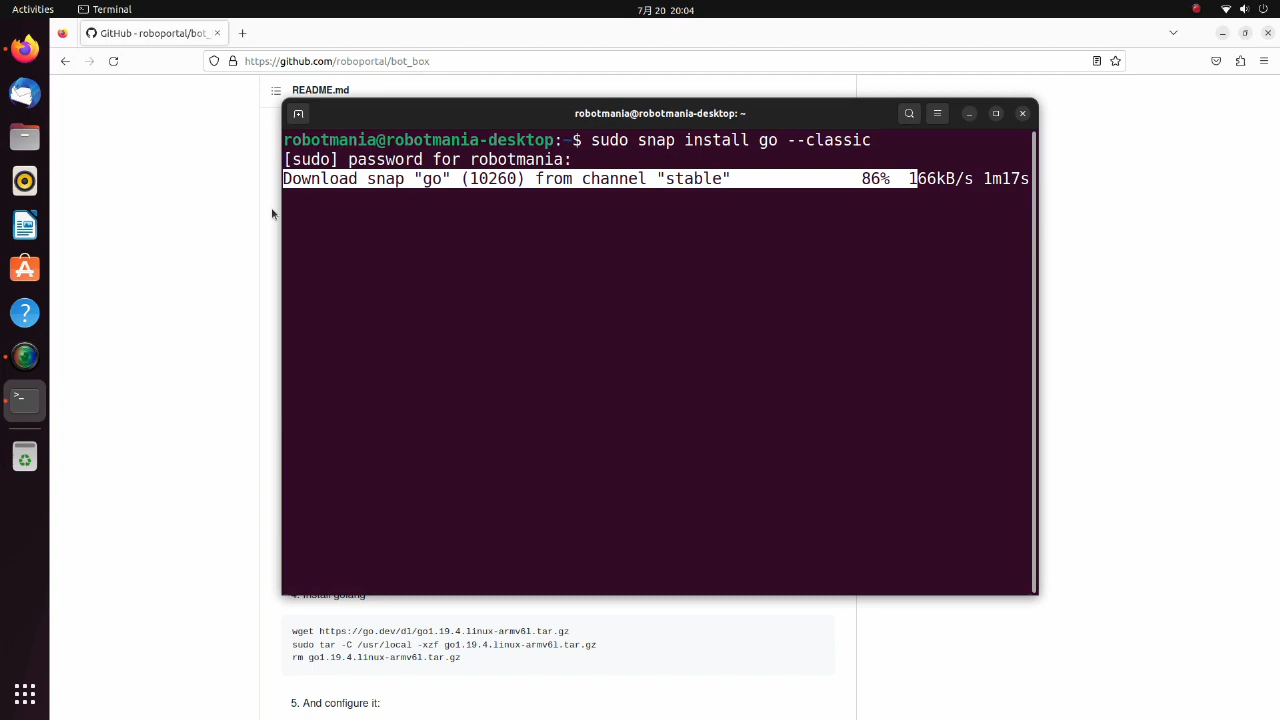 Activities
Terminal
7月 20 20:04
GitHub - roboportal/bot_
https://github.com/roboportal/bot_box
README.md
robotmania@robotmania-desktop: ~
robotmania@robotmania-desktop:~$ sudo snap install go --classic
[sudo] password for robotmania:
Download snap "go" (10260) from channel "stable" 86% 166kB/s 1m17s
4. Install golang
wget https://go.dev/dl/go1.19.4.linux-armv6l.tar.gz
sudo tar -C /usr/local -xzf go1.19.4.linux-armv6l.tar.gz
rm go1.19.4.linux-armv6l.tar.gz
5. And configure it: